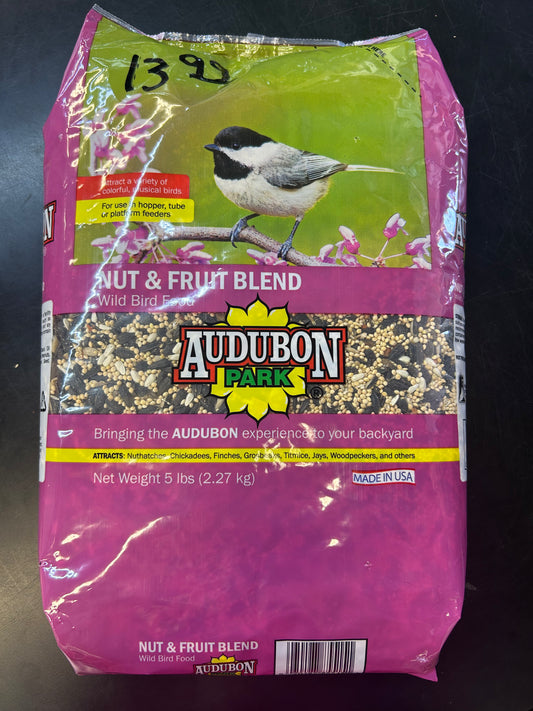 13 99
Attract a variety of
colorful, musical birds
For use in hopper, tube
or platform feeders
NUT & FRUIT BLEND
Wild Bird Food
AUDUBON
PARK
®
Bringing the AUDUBON experience to your backyard
ATTRACTS: Nuthatches, Chickadees, Finches, Grosbeaks, Titmice, Jays, Woodpeckers, and others
Net Weight 5 lbs (2.27 kg)
MADE IN USA
NUT & FRUIT BLEND
Wild Bird Food
AUDUBON
PARK